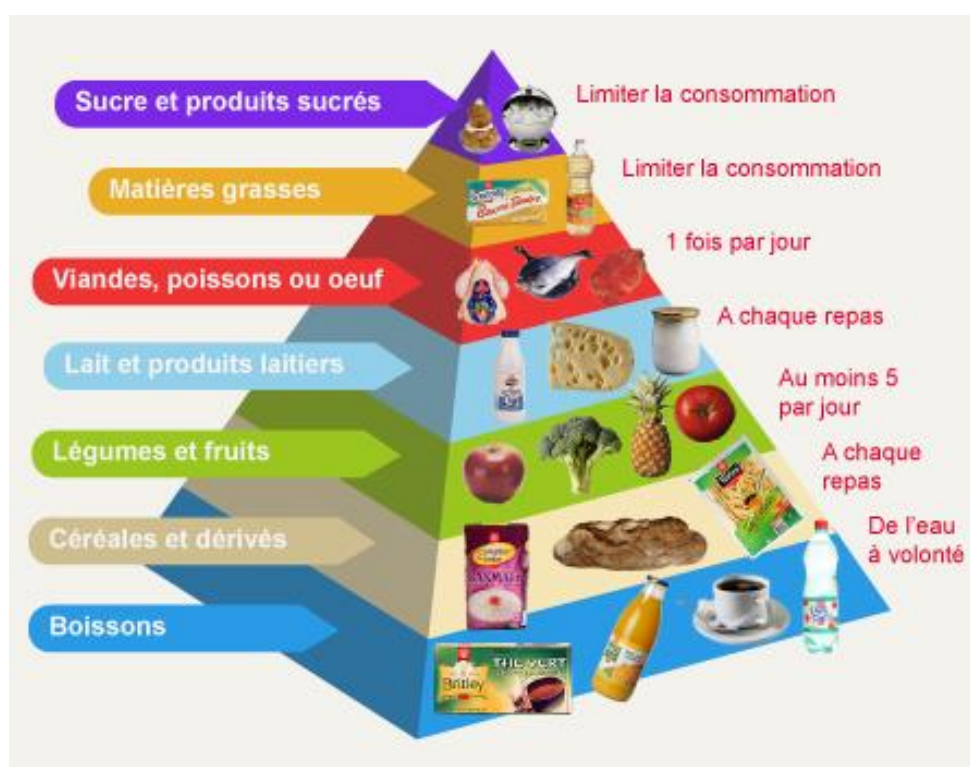 Sucre et produits sucrés
Limiter la consommation
Matières grasses
Limiter la consommation
Viandes, poissons ou oeuf
1 fois par jour
Lait et produits laitiers
A chaque repas
Légumes et fruits
Au moins 5
par jour
Céréales et dérivés
A chaque
repas
Boissons
De l'eau
à volonté
THE VERT